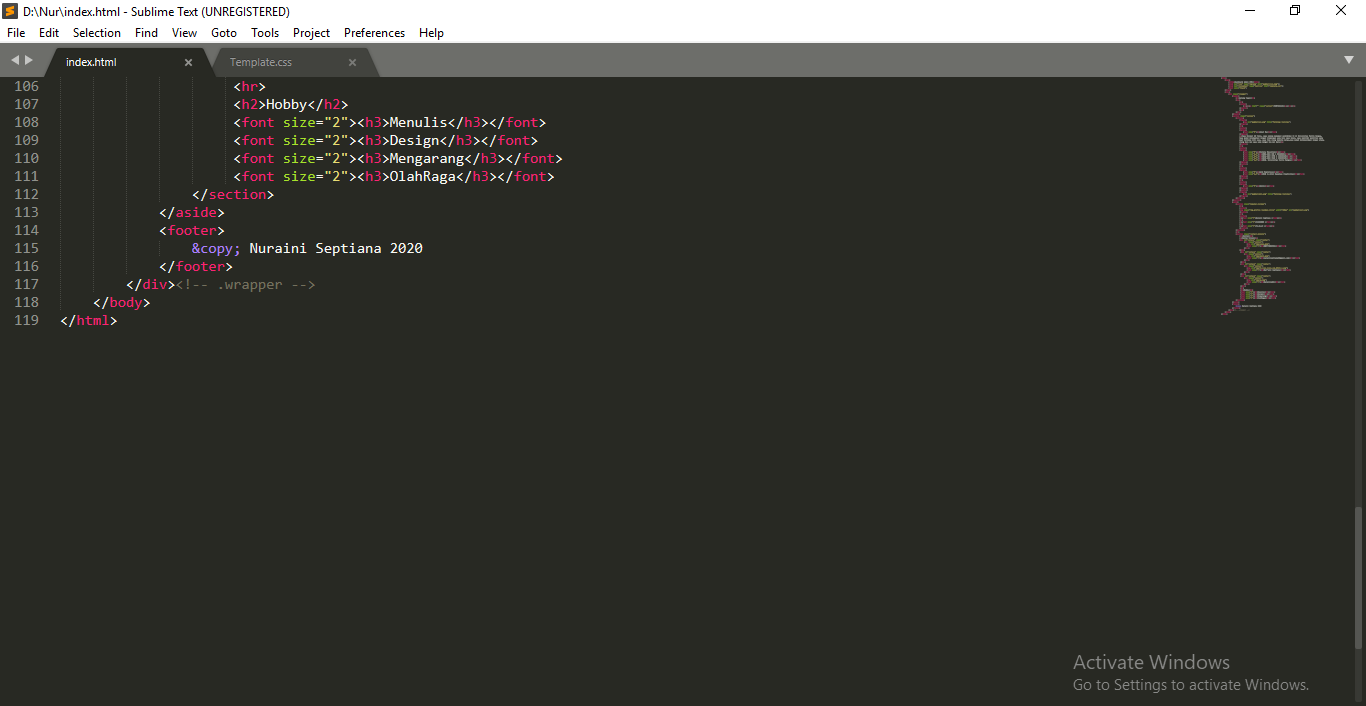 D:\Nur\index.html - Sublime Text (UNREGISTERED)
File Edit Selection Find View Goto Tools Project Preferences Help
index.html Template.css
106 <hr>
107 <h2>Hobby</h2>
108 <font size="2"><h3>Menulis</h3></font>
109 <font size="2"><h3>Design</h3></font>
110 <font size="2"><h3>Mengarang</h3></font>
111 <font size="2"><h3>OlahRaga</h3></font>
112 </section>
113 </aside>
114 <footer>
115 &copy; Nuraini Septiana 2020
116 </footer>
117 </div><!-- .wrapper -->
118 </body>
119 </html>
Activate Windows
Go to Settings to activate Windows.